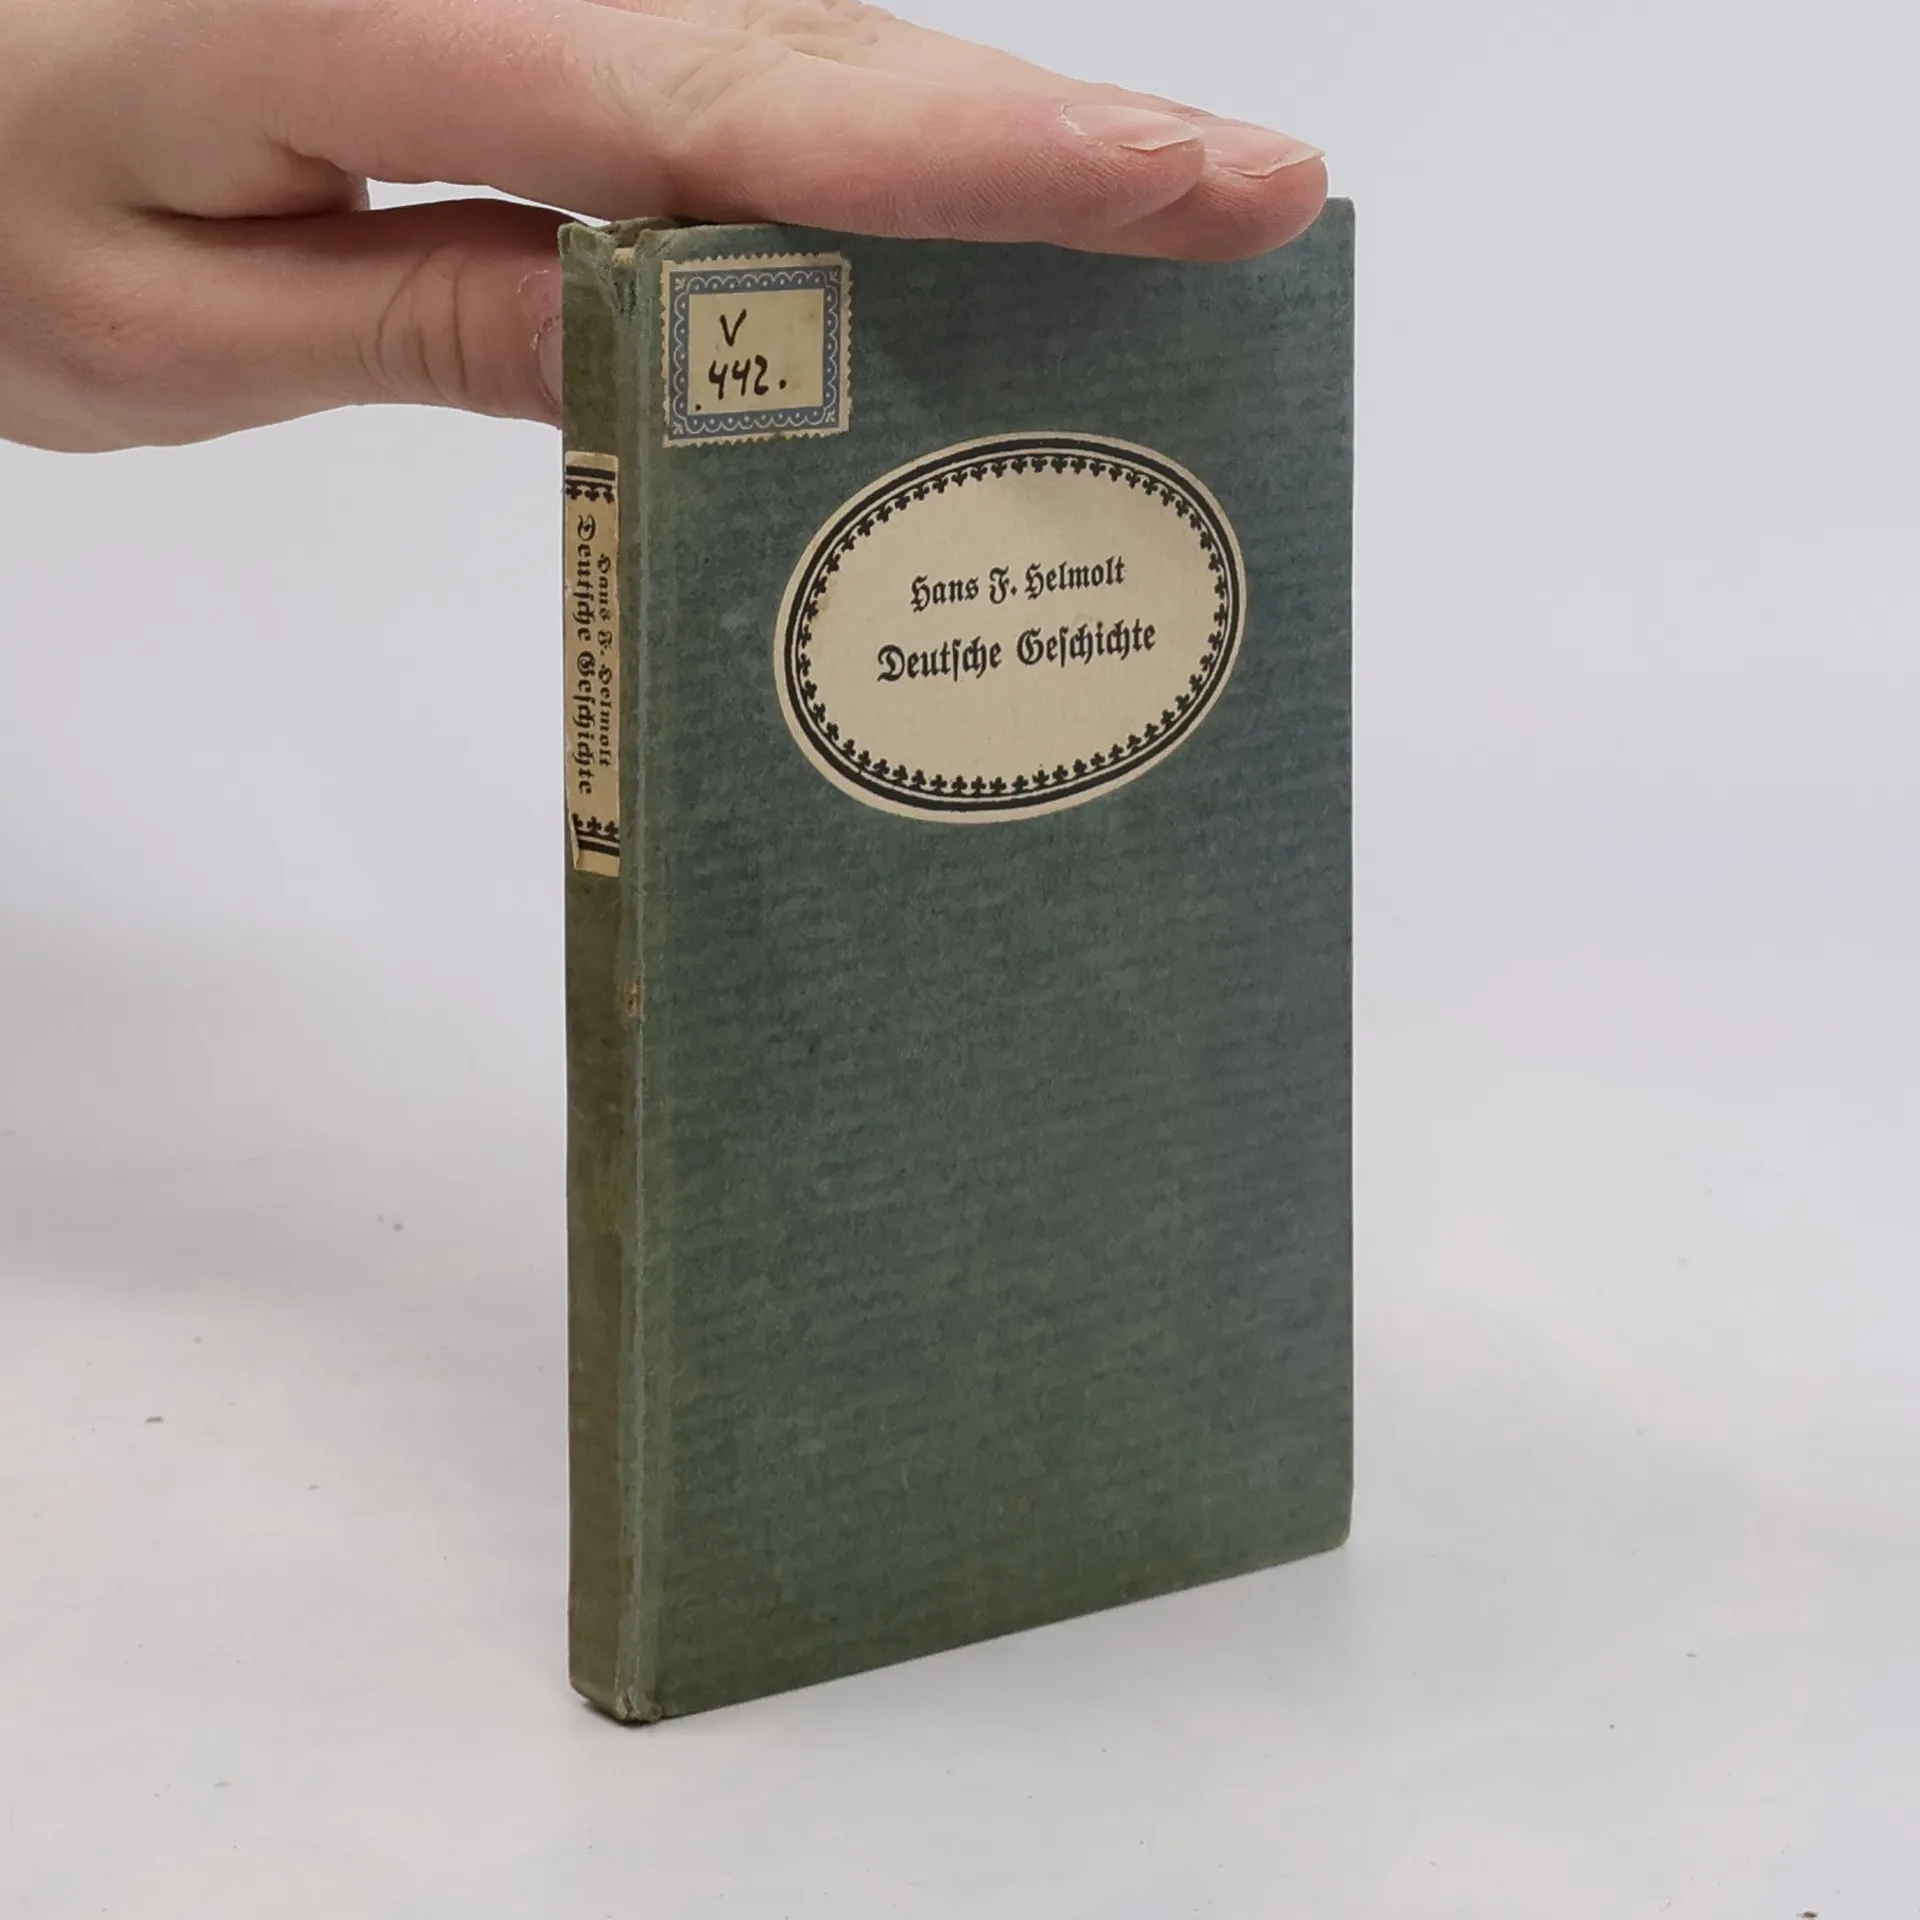 V
.442.
Hans F. Helmolt
Deutſche Geſchichte
Hans F. Helmolt
Deutſche Geſchichte